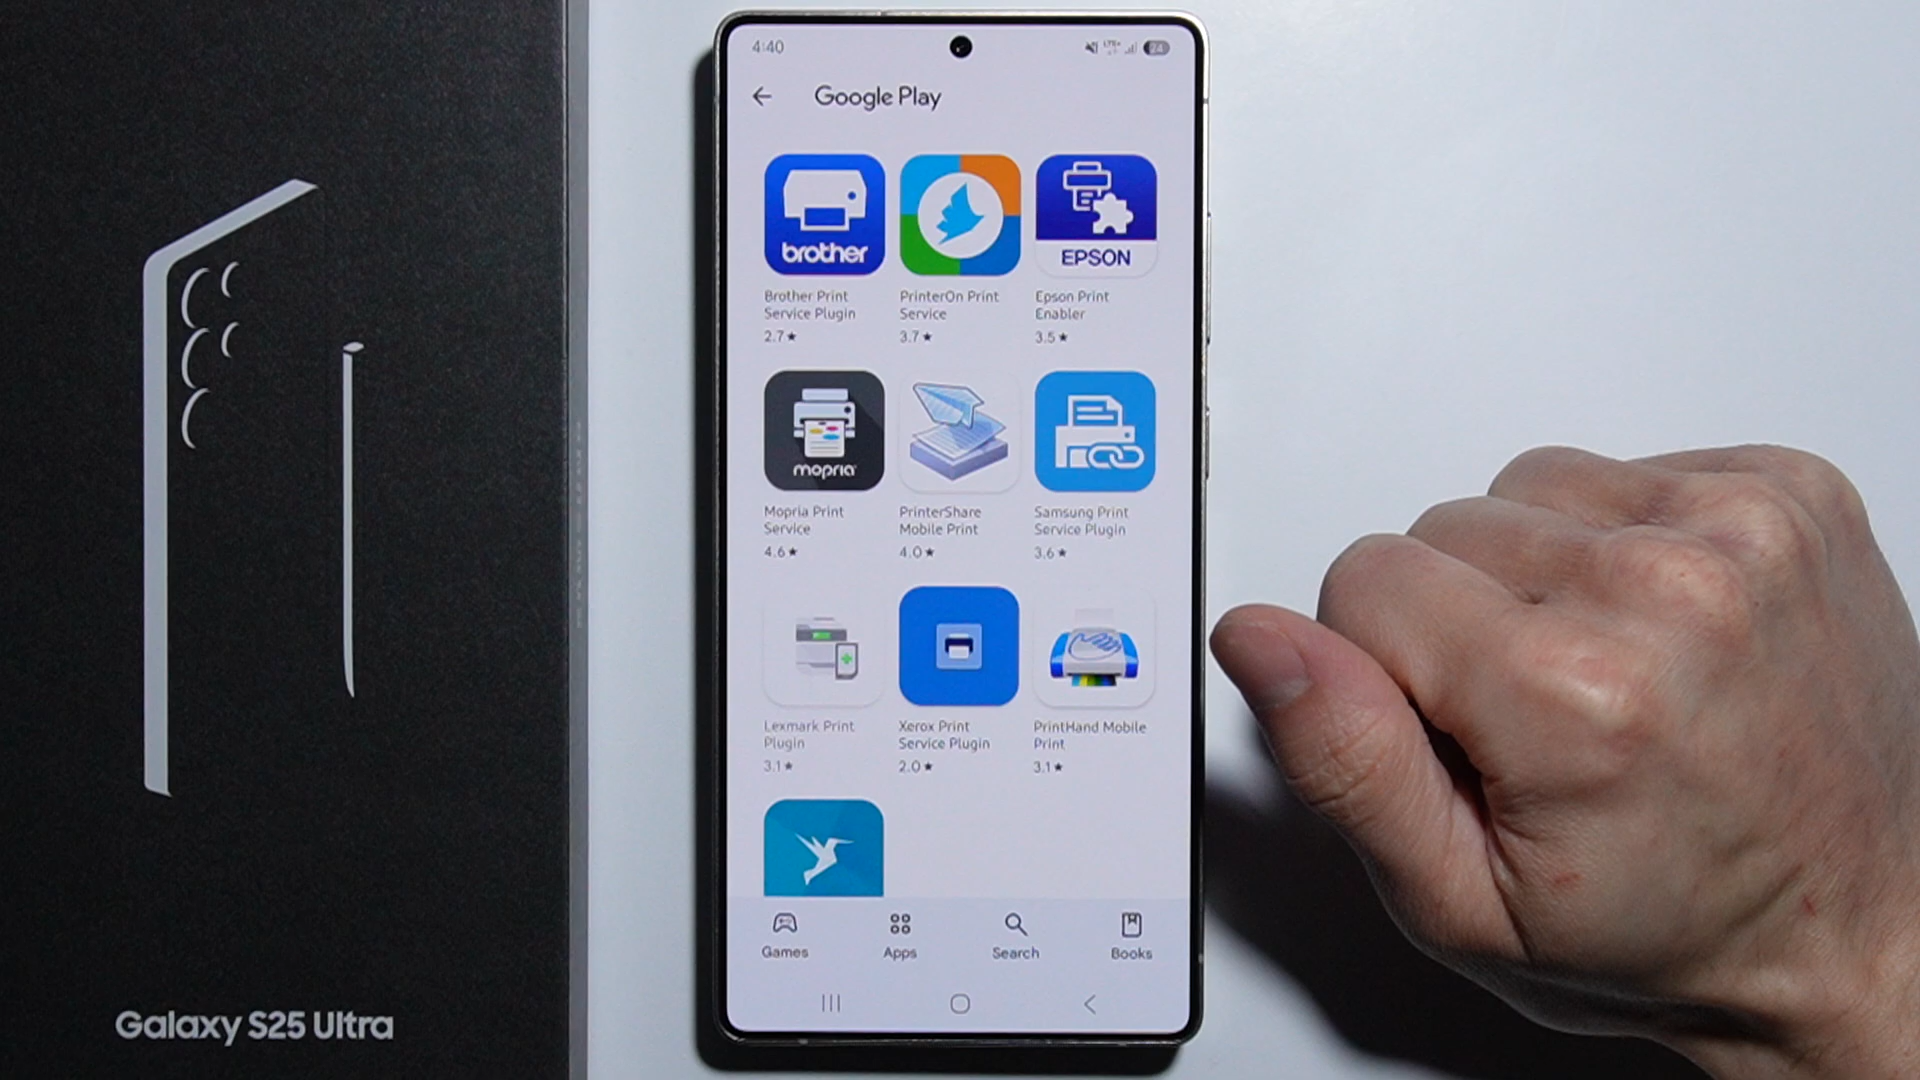 4:40
LTE+
24
Google Play
brother
EPSON
Brother Print
Service Plugin
2.7★
PrinterOn Print
Service
3.7★
Epson Print
Enabler
3.5★
mopria
Mopria Print
Service
4.6★
PrinterShare
Mobile Print
4.0★
Samsung Print
Service Plugin
3.6★
Lexmark Print
Plugin
3.1★
Xerox Print
Service Plugin
2.0★
PrintHand Mobile
Print
3.1★
Games
Apps
Search
Books
Galaxy S25 Ultra